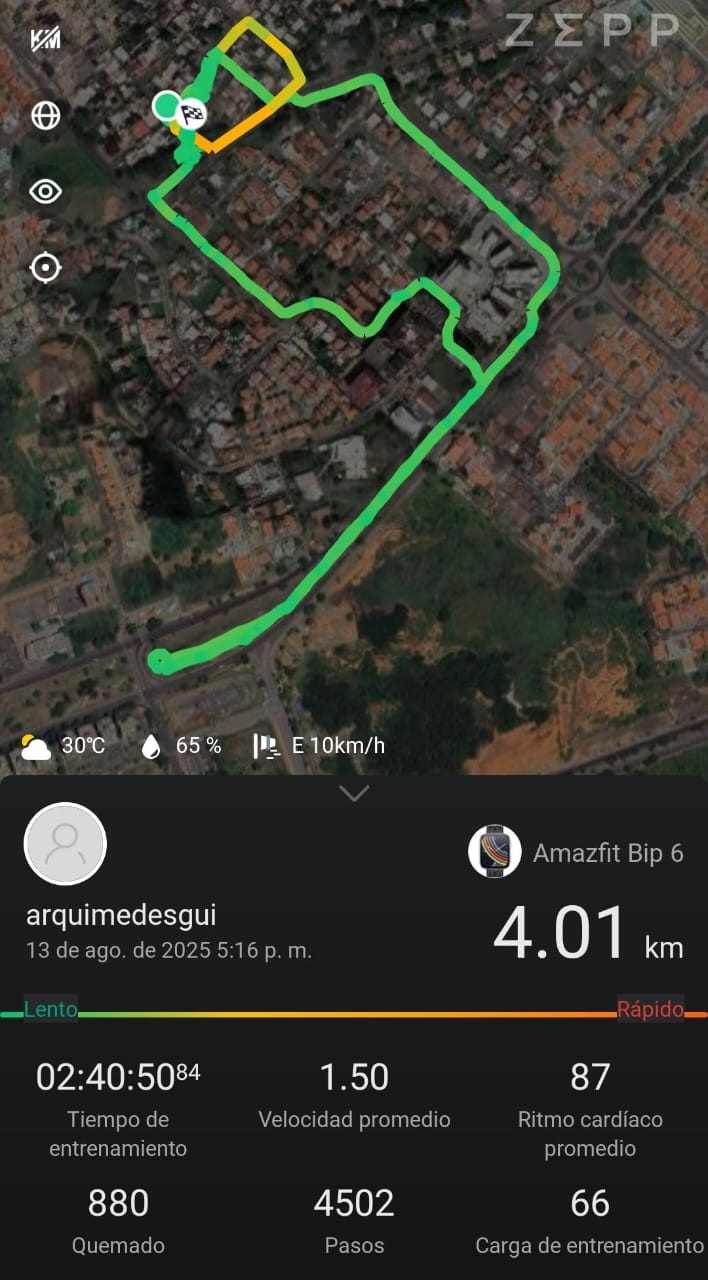 KM
ZEPP
30℃
65 %
E 10km/h
Amazfit Bip 6
arquimedesgui
13 de ago. de 2025 5:16 p. m.
4.01 km
Lento
Rápido
02:40:5084
1.50
87
Tiempo de
entrenamiento
Velocidad promedio
Ritmo cardíaco
promedio
880
4502
66
Quemado
Pasos
Carga de entrenamiento